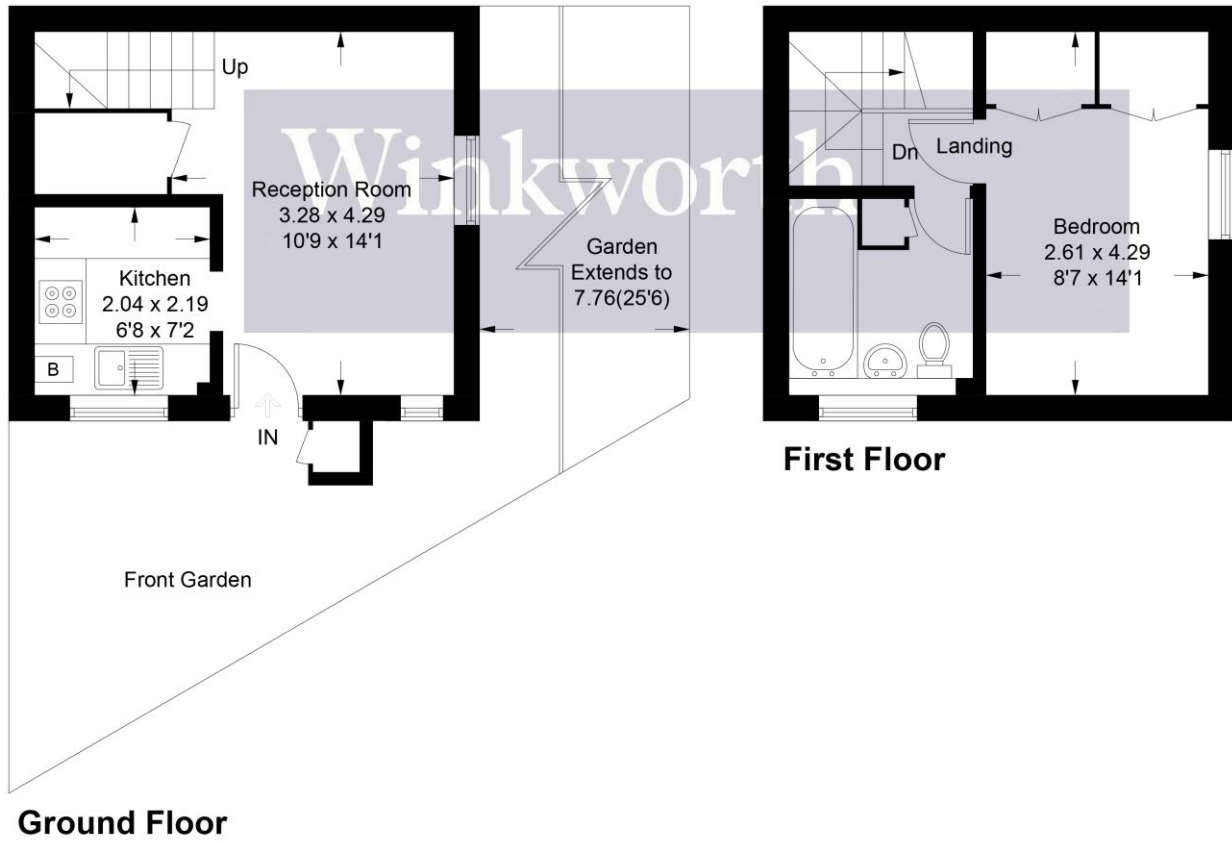 Up
Winkworth
Reception Room
3.28 x 4.29
10'9 x 14'1
Kitchen
2.04 x 2.19
6'8 x 7'2
B
IN
Garden
Extends to
7.76(25'6)
Front Garden
Ground Floor
Dn
Landing
Bedroom
2.61 x 4.29
8'7 x 14'1
First Floor